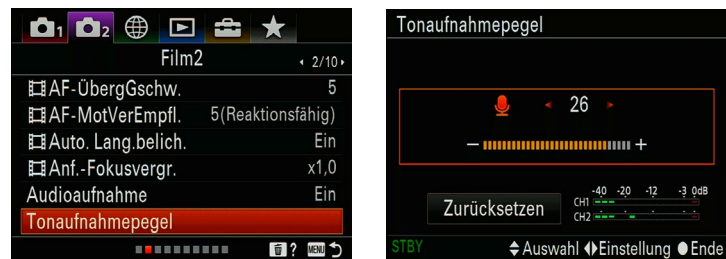 1 2
Film2
2/10
AF-ÜbergGschw. 5
AF-MotVerEmpfl. 5(Reaktionsfähig)
Auto. Lang.belich. Ein
Anf.-Fokusvergr. x1,0
Audioaufnahme Ein
Tonaufnahmepegel
? MENU
Tonaufnahmepegel
26
− +
Zurücksetzen
-40 -20 -12 -3 0dB
CH1
CH2
STBY Auswahl Einstellung Ende